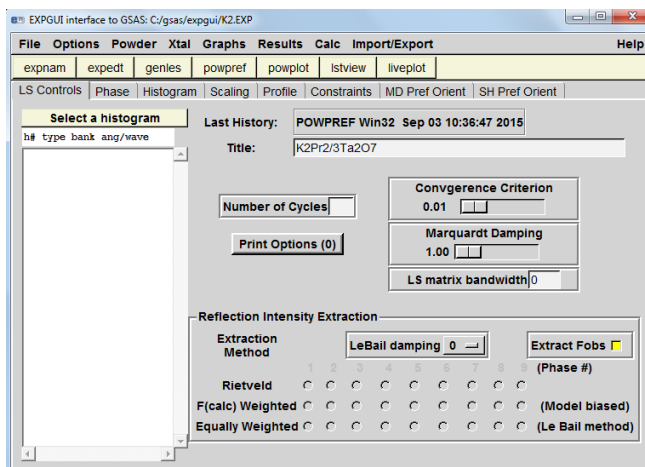 EXPGUI interface to GSAS: C:/gsas/expgui/K2.EXP
File Options Powder Xtal Graphs Results Calc Import/Export Help
expnam expedt genles powpref powplot lstview liveplot
LS Controls Phase Histogram Scaling Profile Constraints MD Pref Orient SH Pref Orient
Select a histogram
h# type bank ang/wave
Last History: POWPREF Win32 Sep 03 10:36:47 2015
Title: K2Pr2/3Ta2O7
Number of Cycles
Print Options (0)
Convgerence Criterion
0.01
Marquardt Damping
1.00
LS matrix bandwidth 0
Reflection Intensity Extraction
Extraction Method
LeBail damping 0
Extract Fobs
1 2 3 4 5 6 7 8 9 (Phase #)
Rietveld
F(calc) Weighted (Model biased)
Equally Weighted (Le Bail method)